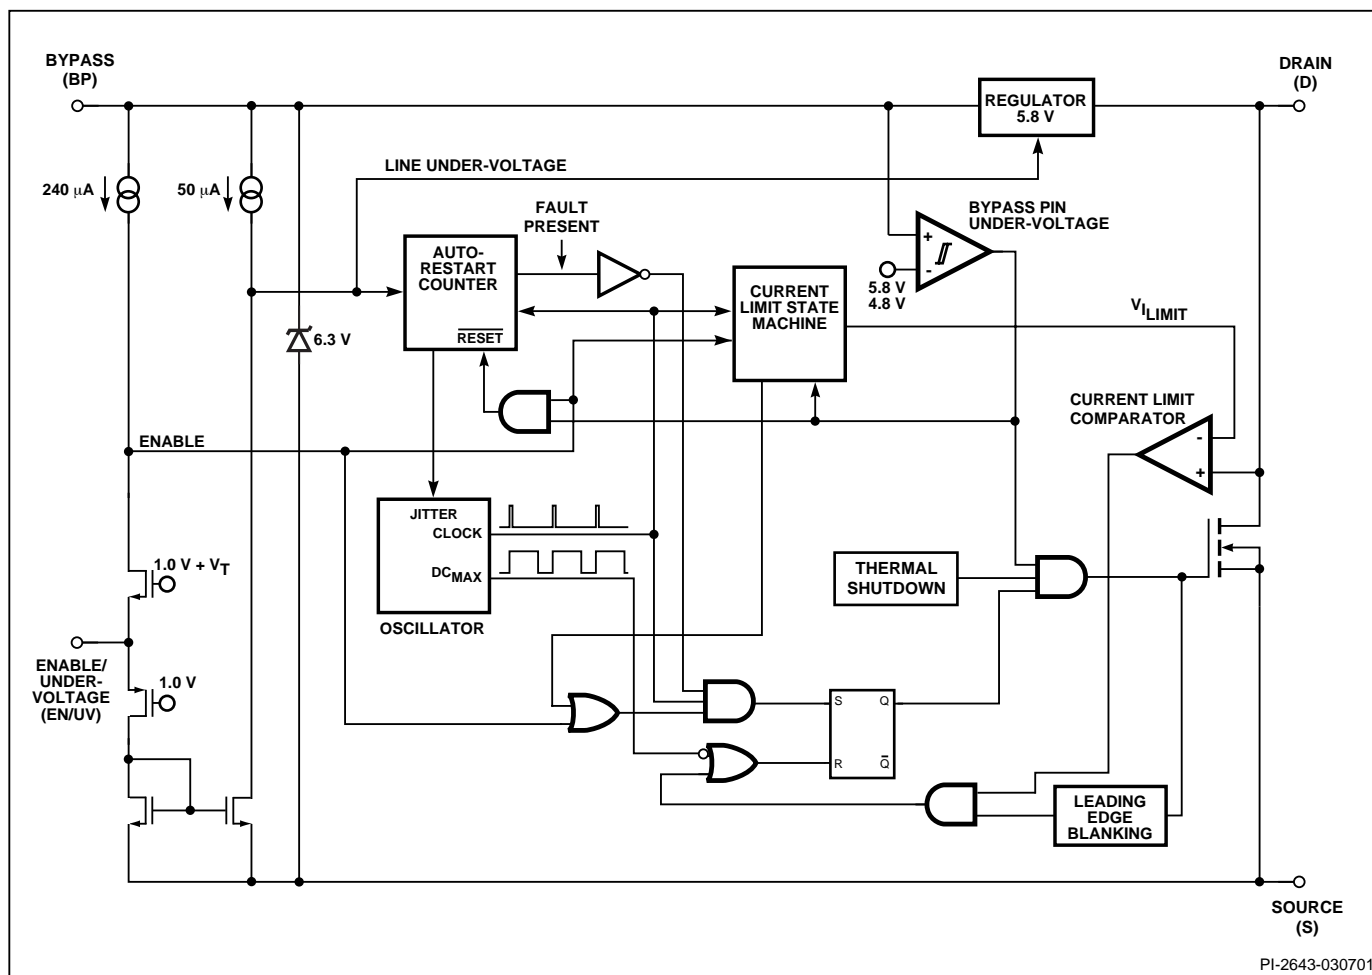 BYPASS
(BP)
DRAIN
(D)
REGULATOR
5.8 V
LINE UNDER-VOLTAGE
240 μA
50 μA
FAULT
PRESENT
BYPASS PIN
UNDER-VOLTAGE
AUTO-
RESTART
COUNTER
RESET
CURRENT
LIMIT STATE
MACHINE
+
-
5.8 V
4.8 V
VILIMIT
6.3 V
CURRENT LIMIT
COMPARATOR
-
+
ENABLE
JITTER
CLOCK
DCMAX
OSCILLATOR
1.0 V + VT
THERMAL
SHUTDOWN
ENABLE/
UNDER-
VOLTAGE
(EN/UV)
1.0 V
S Q
R Q̅
LEADING
EDGE
BLANKING
SOURCE
(S)
PI-2643-030701